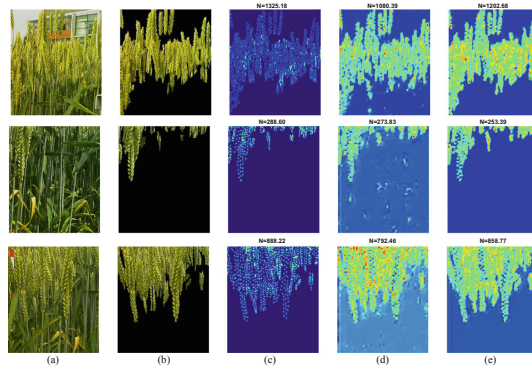 N=1325.18 N=1080.39 N=1202.68
N=288.60 N=273.83 N=253.39
N=888.22 N=792.46 N=858.77
(a) (b) (c) (d) (e)